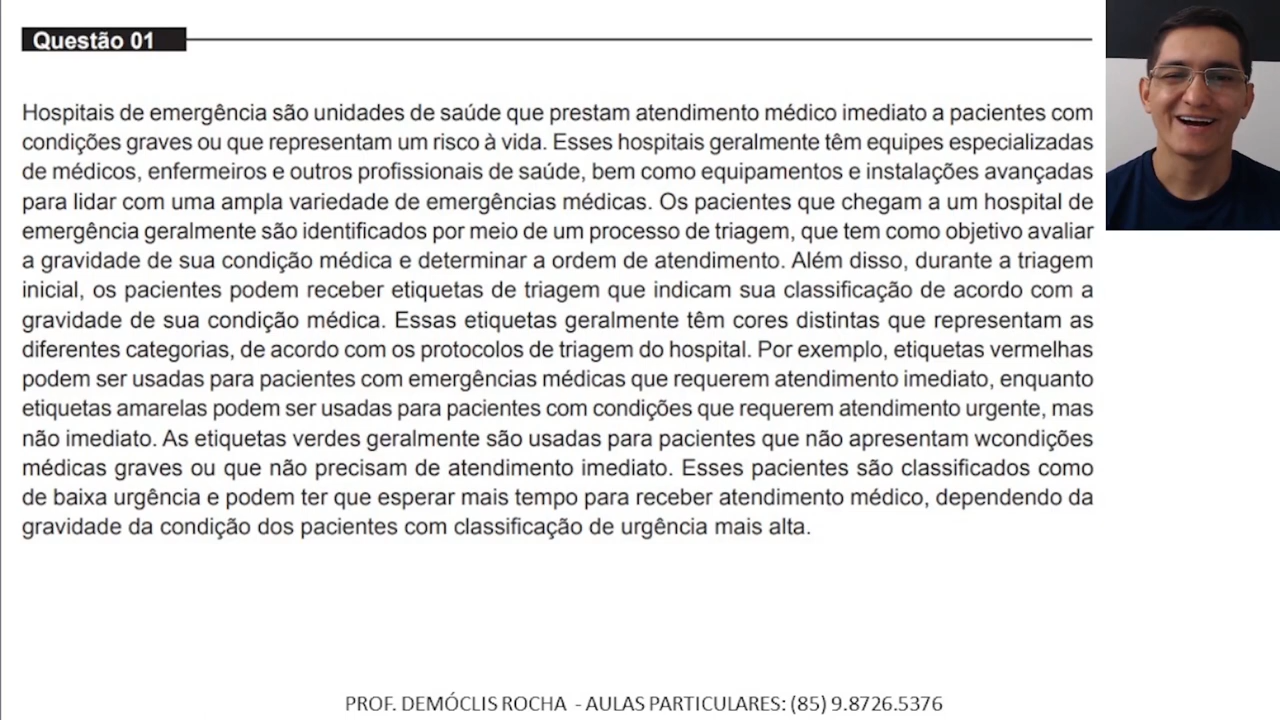 Questão 01
Hospitais de emergência são unidades de saúde que prestam atendimento médico imediato a pacientes com
condições graves ou que representam um risco à vida. Esses hospitais geralmente têm equipes especializadas
de médicos, enfermeiros e outros profissionais de saúde, bem como equipamentos e instalações avançadas
para lidar com uma ampla variedade de emergências médicas. Os pacientes que chegam a um hospital de
emergência geralmente são identificados por meio de um processo de triagem, que tem como objetivo avaliar
a gravidade de sua condição médica e determinar a ordem de atendimento. Além disso, durante a triagem
inicial, os pacientes podem receber etiquetas de triagem que indicam sua classificação de acordo com a
gravidade de sua condição médica. Essas etiquetas geralmente têm cores distintas que representam as
diferentes categorias, de acordo com os protocolos de triagem do hospital. Por exemplo, etiquetas vermelhas
podem ser usadas para pacientes com emergências médicas que requerem atendimento imediato, enquanto
etiquetas amarelas podem ser usadas para pacientes com condições que requerem atendimento urgente, mas
não imediato. As etiquetas verdes geralmente são usadas para pacientes que não apresentam wcondições
médicas graves ou que não precisam de atendimento imediato. Esses pacientes são classificados como
de baixa urgência e podem ter que esperar mais tempo para receber atendimento médico, dependendo da
gravidade da condição dos pacientes com classificação de urgência mais alta.
PROF. DEMÓCLIS ROCHA - AULAS PARTICULARES: (85) 9.8726.5376